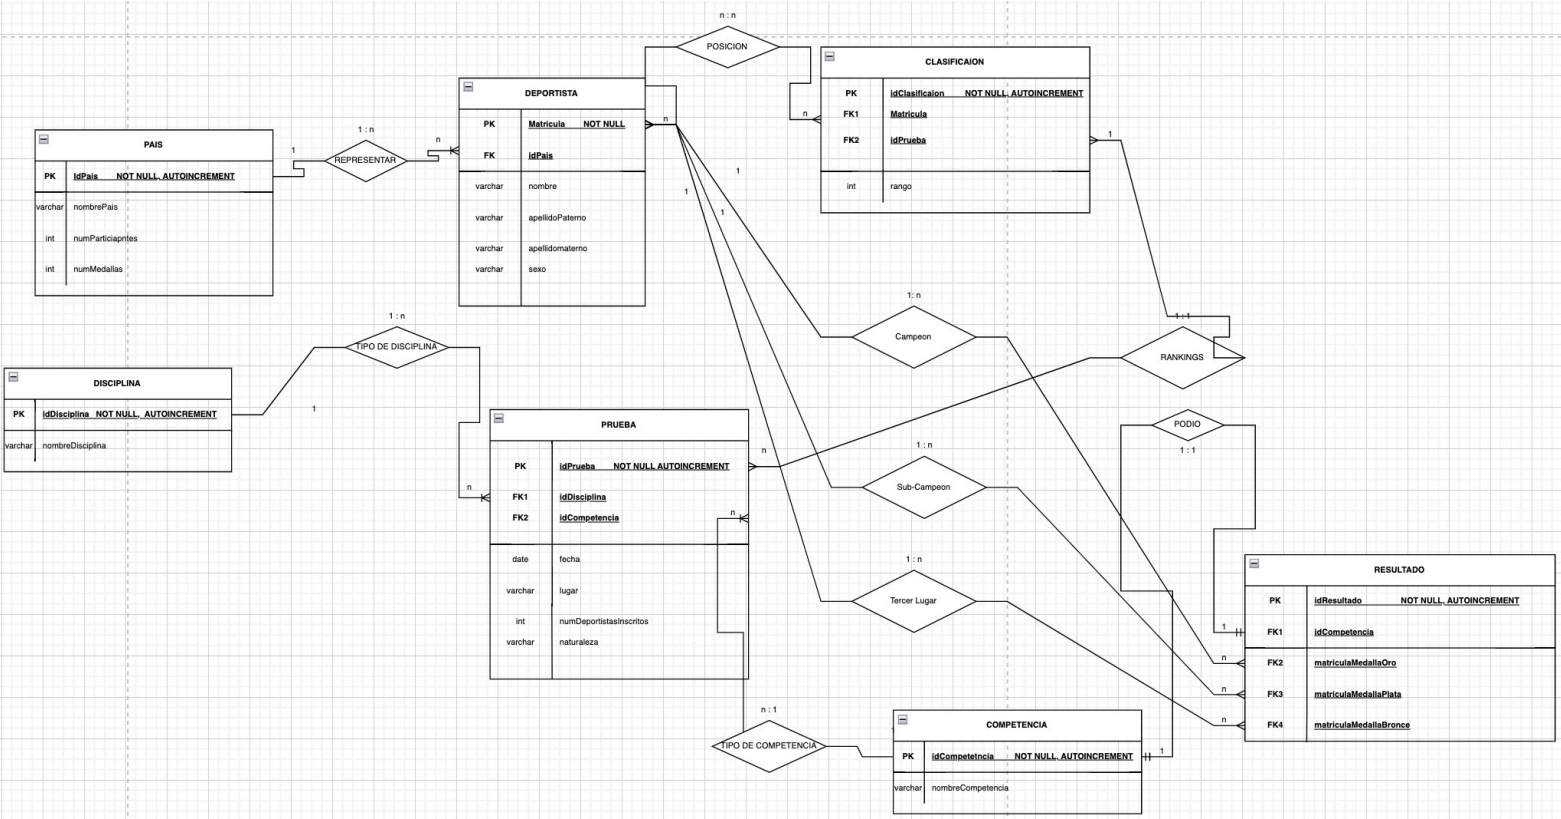 n : n
POSICION
CLASIFICAION
PK idClasificaion NOT NULL, AUTOINCREMENT
n FK1 Matricula
FK2 idPrueba 1
int rango
DEPORTISTA
PK Matricula NOT NULL n
FK idPais
varchar nombre
varchar apellidoPaterno
varchar apellidomaterno
varchar sexo
1 : n
REPRESENTAR
1
n
PAIS
PK IdPais NOT NULL, AUTOINCREMENT
varchar nombrePais
int numParticiapntes
int numMedallas
1
1
1
1 : n
TIPO DE DISCIPLINA
1
n
DISCIPLINA
PK idDisciplina NOT NULL, AUTOINCREMENT
varchar nombreDisciplina
1: n
Campeon
1 : 1
RANKINGS
PODIO
1 : 1
PRUEBA
PK idPrueba NOT NULL AUTOINCREMENT n
FK1 idDisciplina
FK2 idCompetencia n
date fecha
varchar lugar
int numDeportistasInscritos
varchar naturaleza
1 : n
Sub-Campeon
1 : n
Tercer Lugar
RESULTADO
PK idResultado NOT NULL, AUTOINCREMENT
1 FK1 idCompetencia
n FK2 matriculaMedallaOro
n FK3 matriculaMedallaPlata
n FK4 matriculaMedallaBronce
n : 1
TIPO DE COMPETENCIA
COMPETENCIA
PK idCompetetncia NOT NULL, AUTOINCREMENT 1
varchar nombreCompetencia